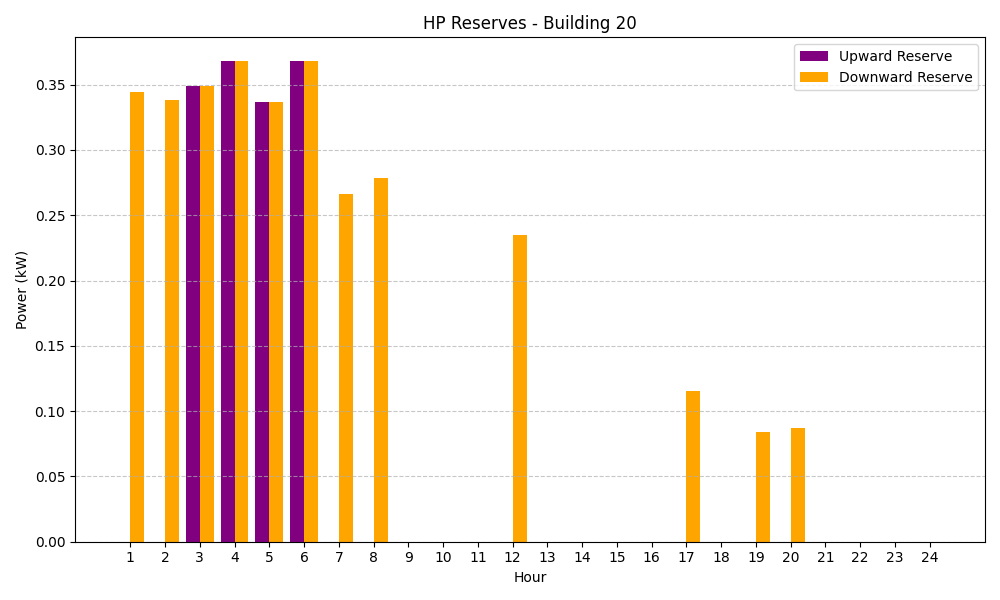 HP Reserves - Building 20
Upward Reserve
Downward Reserve
Power (kW)
0.35
0.30
0.25
0.20
0.15
0.10
0.05
0.00
1 2 3 4 5 6 7 8 9 10 11 12 13 14 15 16 17 18 19 20 21 22 23 24
Hour